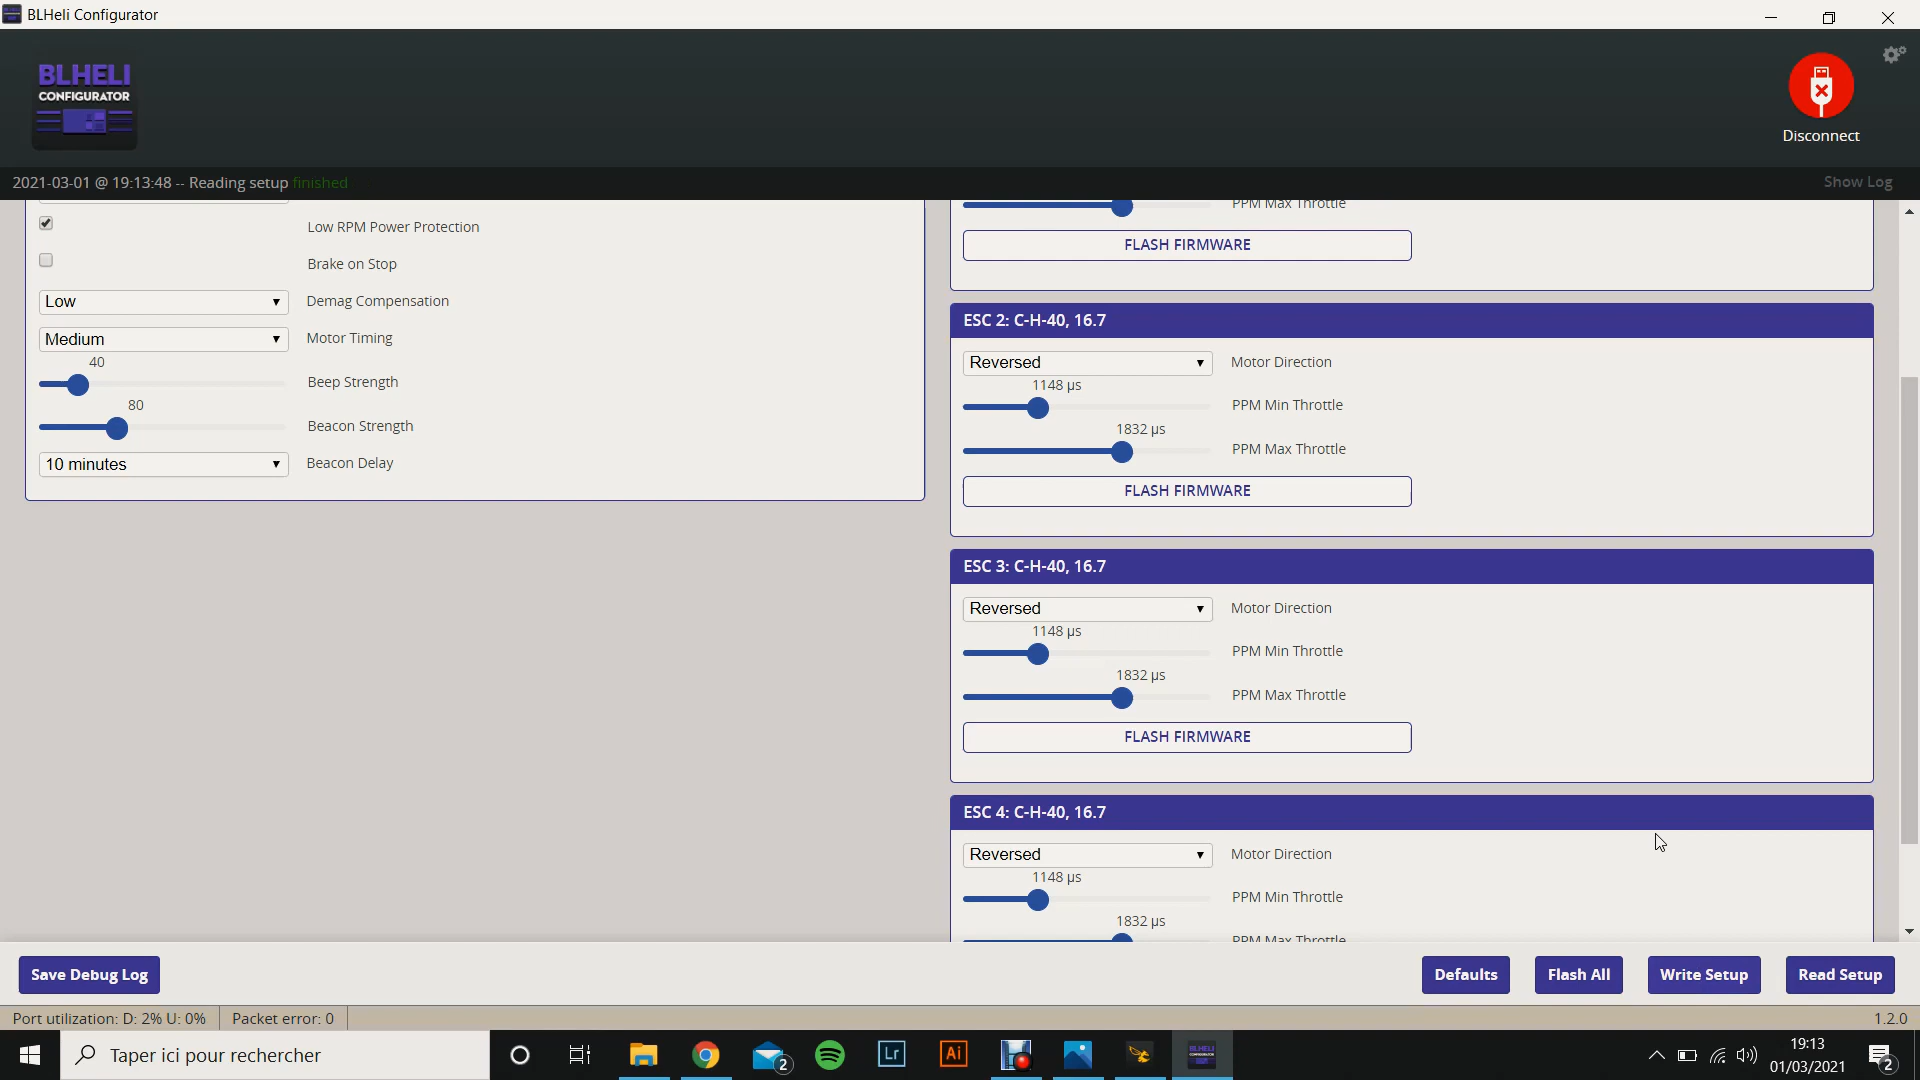 BLHeli Configurator
BLHELI
CONFIGURATOR
Disconnect
2021-03-01 @ 19:13:48 -- Reading setup finished
Show Log
Low RPM Power Protection
Brake on Stop
Low
Demag Compensation
Medium
Motor Timing
40
Beep Strength
80
Beacon Strength
10 minutes
Beacon Delay
PPM Max Throttle
FLASH FIRMWARE
ESC 2: C-H-40, 16.7
Reversed
Motor Direction
1148 µs
PPM Min Throttle
1832 µs
PPM Max Throttle
FLASH FIRMWARE
ESC 3: C-H-40, 16.7
Reversed
Motor Direction
1148 µs
PPM Min Throttle
1832 µs
PPM Max Throttle
FLASH FIRMWARE
ESC 4: C-H-40, 16.7
Reversed
Motor Direction
1148 µs
PPM Min Throttle
1832 µs
PPM Max Throttle
Save Debug Log
Defaults
Flash All
Write Setup
Read Setup
Port utilization: D: 2% U: 0%
Packet error: 0
1.2.0
Taper ici pour rechercher
2
Lr
Ai
BLHELI
CONFIGURATOR
19:13
01/03/2021
2